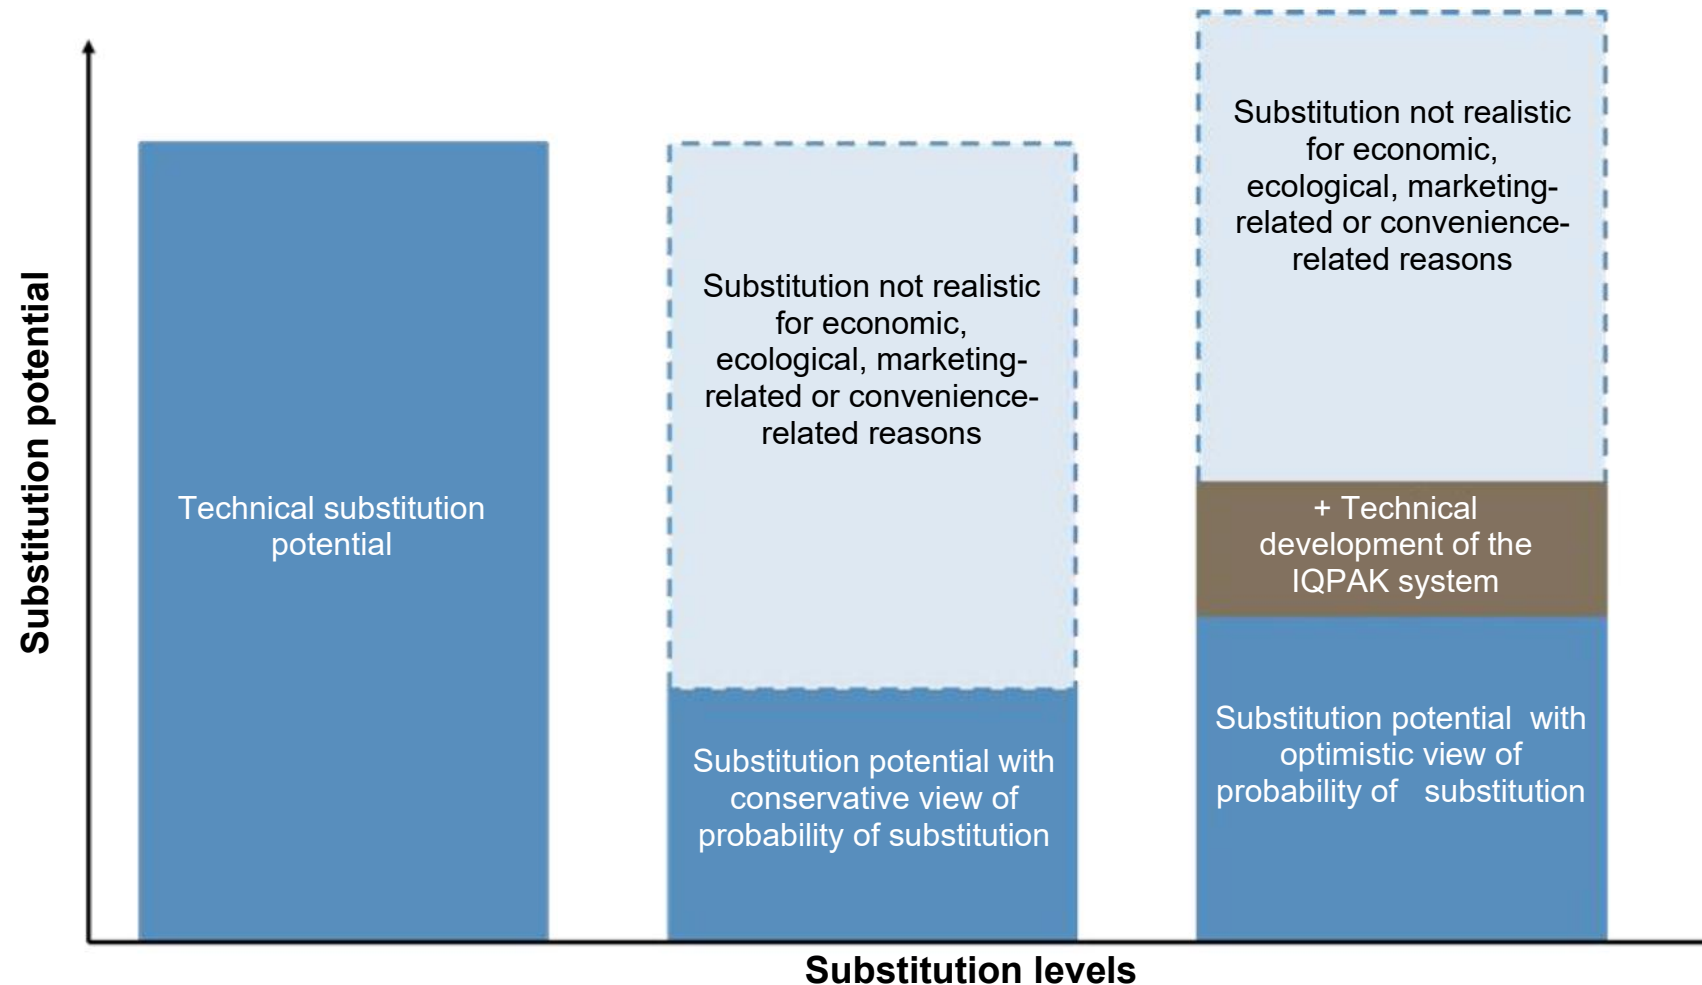 Substitution potential
Technical substitution
potential
Substitution not realistic
for economic,
ecological, marketing-
related or convenience-
related reasons
Substitution potential with
conservative view of
probability of substitution
Substitution not realistic
for economic,
ecological, marketing-
related or convenience-
related reasons
+ Technical
development of the
IQPAK system
Substitution potential with
optimistic view of
probability of substitution
Substitution levels